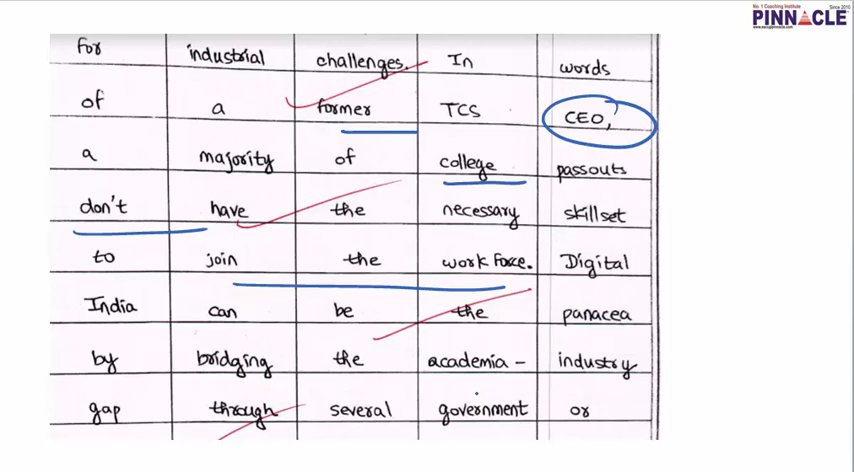 No. 1 Coaching Institute Since 2010
PINNACLE
For industrial challenges. In words
of a former TCS CEO,
a majority of college passouts
don't have the necessary skillset
to join the workforce. Digital
India can be the panacea
by bridging the academia - industry
gap through several government or